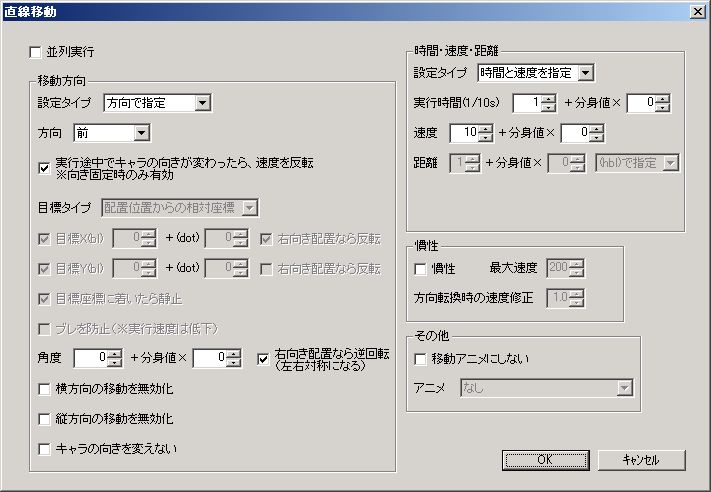 直線移動
並列実行
移動方向
設定タイプ 方向で指定
方向 前
実行途中でキャラの向きが変わったら、速度を反転
※向き固定時のみ有効
目標タイプ 配置位置からの相対座標
目標X(bl) 0 +(dot) 0 右向き配置なら反転
目標Y(bl) 0 +(dot) 0 右向き配置なら反転
目標座標に着いたら静止
ブレを防止(※実行速度は低下)
角度 0 +分身値× 0 右向き配置なら逆回転
(左右対称になる)
横方向の移動を無効化
縦方向の移動を無効化
キャラの向きを変えない
時間・速度・距離
設定タイプ 時間と速度を指定
実行時間(1/10s) 1 +分身値× 0
速度 10 +分身値× 0
距離 1 +分身値× 0 (hbl)で指定
慣性
慣性 最大速度 200
方向転換時の速度修正 1.0
その他
移動アニメにしない
アニメ なし
OK キャンセル